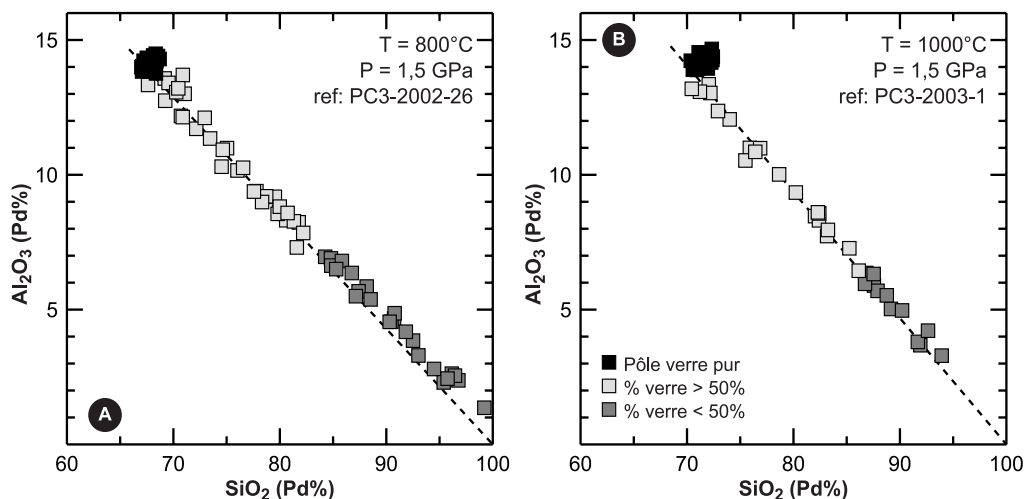 A
T = 800°C
P = 1,5 GPa
ref: PC3-2002-26
15
10
5
Al₂O₃ (Pd%)
60 70 80 90 100
SiO₂ (Pd%)
B
T = 1000°C
P = 1,5 GPa
ref: PC3-2003-1
15
10
5
Al₂O₃ (Pd%)
Pôle verre pur
% verre > 50%
% verre < 50%
60 70 80 90 100
SiO₂ (Pd%)